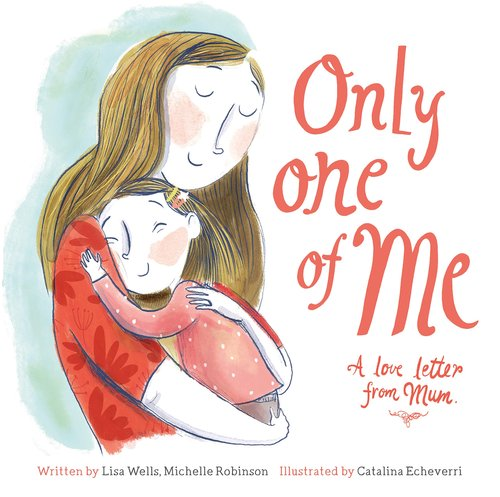 Only
one
of Me
A love letter
from Mum.
Written by Lisa Wells, Michelle Robinson Illustrated by Catalina Echeverri